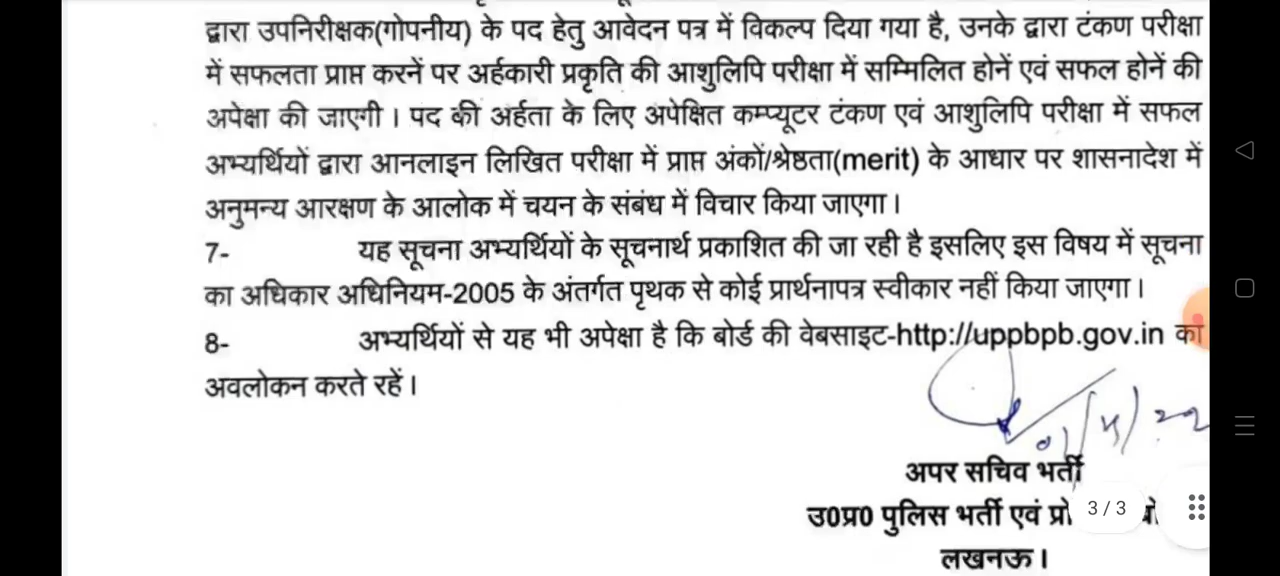 द्वारा उपनिरीक्षक(गोपनीय) के पद हेतु आवेदन पत्र में विकल्प दिया गया है, उनके द्वारा टंकण परीक्षा
में सफलता प्राप्त करनें पर अर्हकारी प्रकृति की आशुलिपि परीक्षा में सम्मिलित होनें एवं सफल होनें की
अपेक्षा की जाएगी। पद की अर्हता के लिए अपेक्षित कम्प्यूटर टंकण एवं आशुलिपि परीक्षा में सफल
अभ्यर्थियों द्वारा आनलाइन लिखित परीक्षा में प्राप्त अंकों/श्रेष्ठता(merit) के आधार पर शासनादेश में
अनुमन्य आरक्षण के आलोक में चयन के संबंध में विचार किया जाएगा।
7- यह सूचना अभ्यर्थियों के सूचनार्थ प्रकाशित की जा रही है इसलिए इस विषय में सूचना
का अधिकार अधिनियम-2005 के अंतर्गत पृथक से कोई प्रार्थनापत्र स्वीकार नहीं किया जाएगा।
8- अभ्यर्थियों से यह भी अपेक्षा है कि बोर्ड की वेबसाइट-http://uppbpb.gov.in का
अवलोकन करते रहें।
अपर सचिव भर्ती
उ0प्र0 पुलिस भर्ती एवं
3 / 3
लखनऊ।